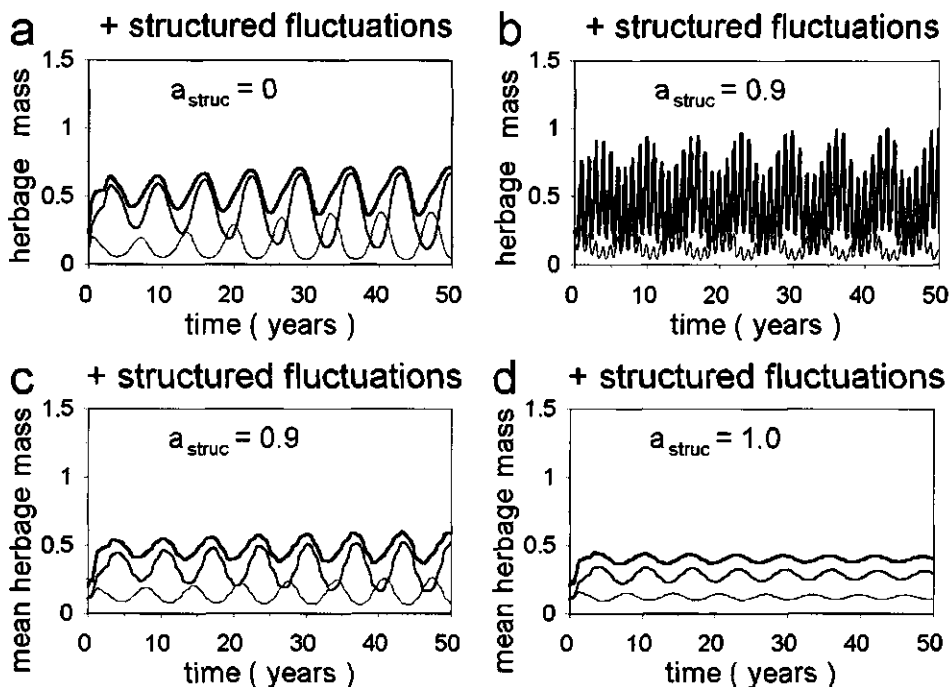 a + structured fluctuations
herbage mass
1.5
1
0.5
0
a_struc = 0
0 10 20 30 40 50
time ( years )
b + structured fluctuations
herbage mass
1.5
1
0.5
0
a_struc = 0.9
0 10 20 30 40 50
time ( years )
c + structured fluctuations
mean herbage mass
1.5
1
0.5
0
a_struc = 0.9
0 10 20 30 40 50
time ( years )
d + structured fluctuations
mean herbage mass
1.5
1
0.5
0
a_struc = 1.0
0 10 20 30 40 50
time ( years )